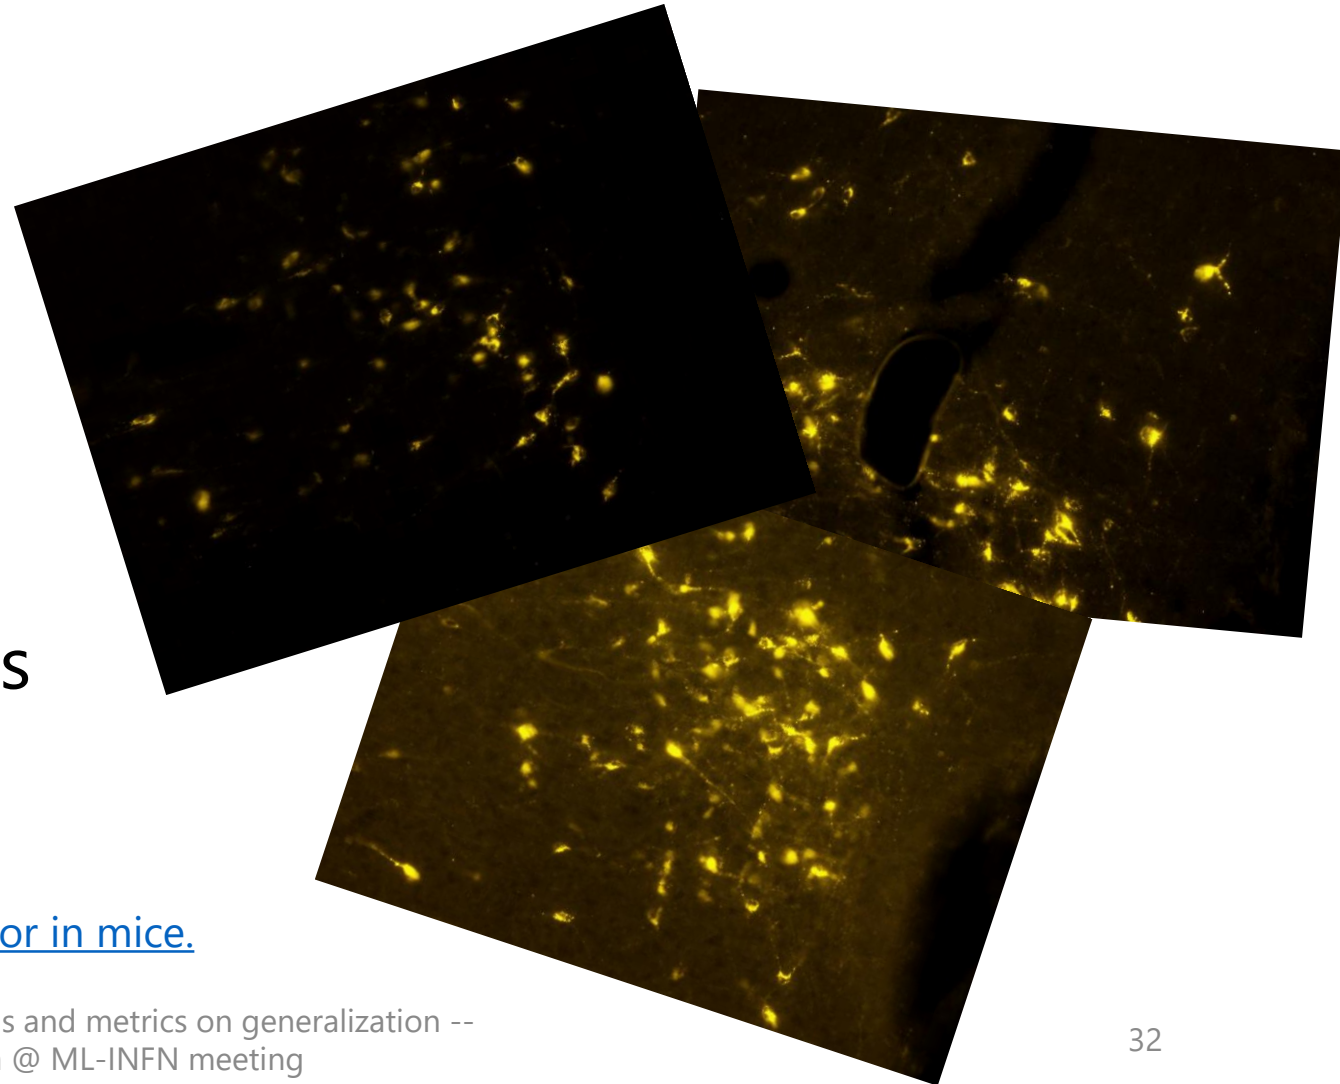 s
or in mice.
s and metrics on generalization --
@ ML-INFN meeting
32